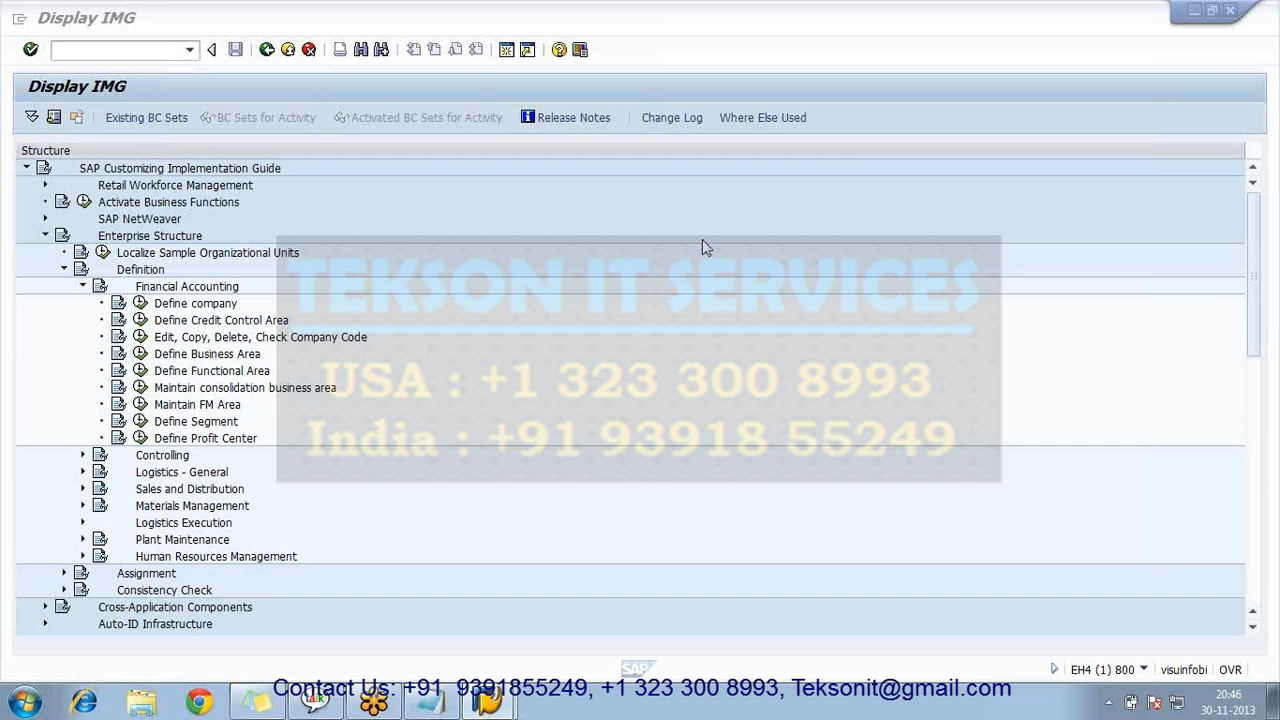 Display IMG
Display IMG
Existing BC Sets BC Sets for Activity Activated BC Sets for Activity Release Notes Change Log Where Else Used
Structure
SAP Customizing Implementation Guide
Retail Workforce Management
Activate Business Functions
SAP NetWeaver
Enterprise Structure
Localize Sample Organizational Units
Definition
Financial Accounting
Define company
Define Credit Control Area
Edit, Copy, Delete, Check Company Code
Define Business Area
Define Functional Area
Maintain consolidation business area
Maintain FM Area
Define Segment
Define Profit Center
Controlling
Logistics - General
Sales and Distribution
Materials Management
Logistics Execution
Plant Maintenance
Human Resources Management
Assignment
Consistency Check
Cross-Application Components
Auto-ID Infrastructure
TEKSON IT SERVICES
USA : +1 323 300 8993
India : +91 93918 55249
SAP
EH4 (1) 800 visuinfobi OVR
talk
Contact Us: +91 9391855249, +1 323 300 8993, Teksonit@gmail.com
20:46
30-11-2013